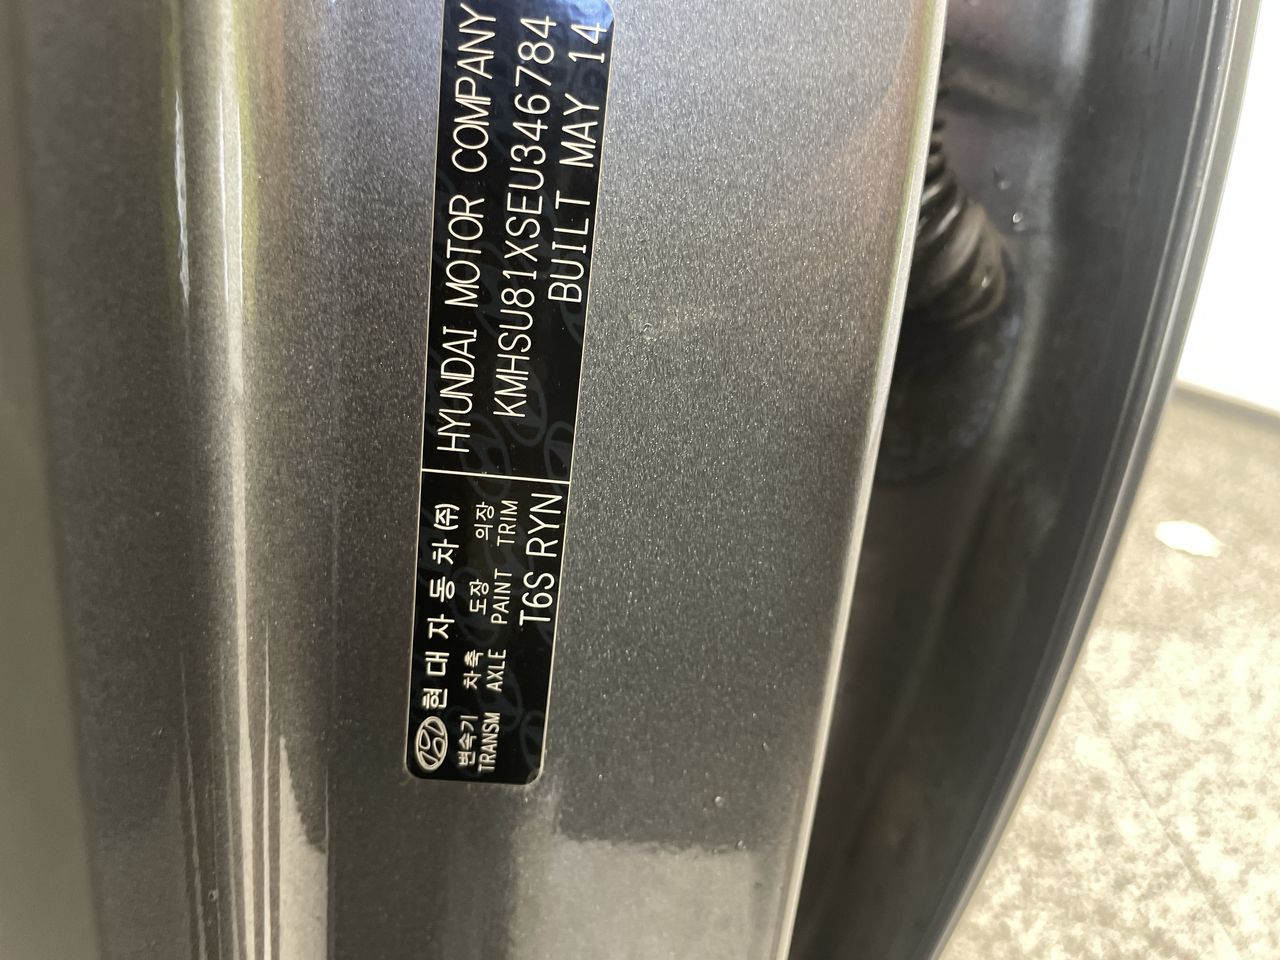 현대자동차(주)
변속기 차축 도장 의장
TRANSM AXLE PAINT TRIM
T6S RYN
HYUNDAI MOTOR COMPANY
KMHSU81XSEU346784
BUILT MAY 14